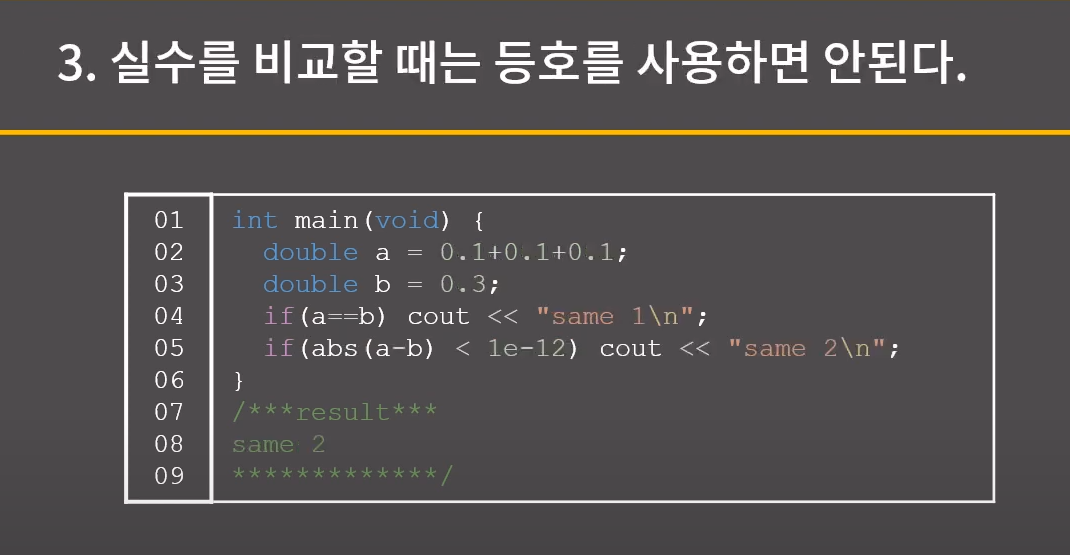 3. 실수를 비교할 때는 등호를 사용하면 안된다.
01 int main(void) {
02   double a = 0.1+0.1+0.1;
03   double b = 0.3;
04   if(a==b) cout << "same 1\n";
05   if(abs(a-b) < 1e-12) cout << "same 2\n";
06 }
07 /***result***
08 same 2
09 *************/